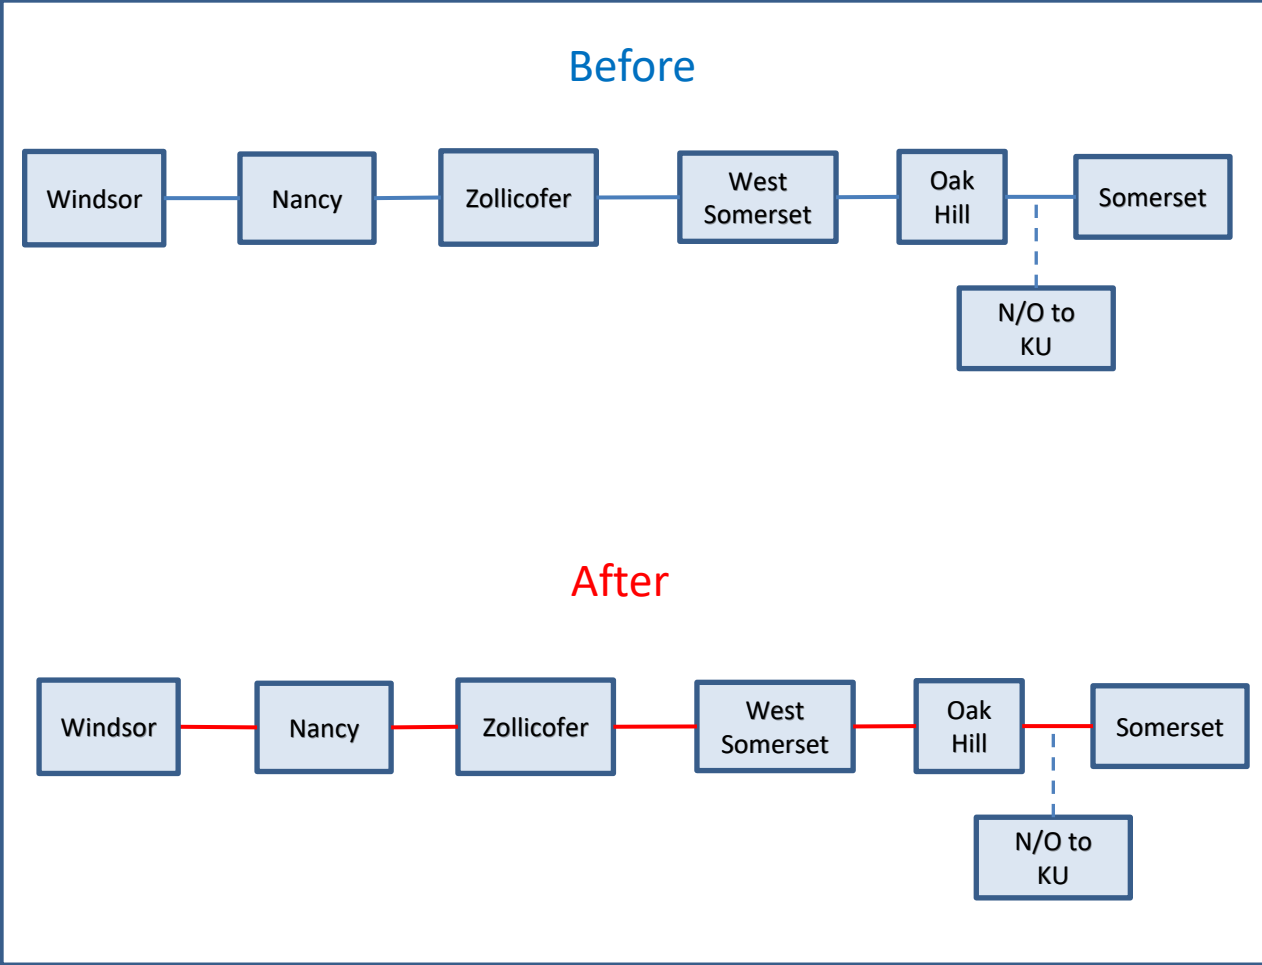 Before
Windsor
Nancy
Zollicofer
West
Somerset
Oak
Hill
Somerset
N/O to
KU
After
Windsor
Nancy
Zollicofer
West
Somerset
Oak
Hill
Somerset
N/O to
KU